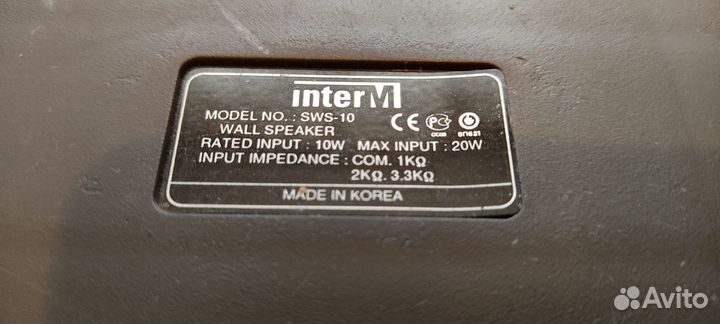 interM
MODEL NO. : SWS-10
WALL SPEAKER
RATED INPUT : 10W MAX INPUT : 20W
INPUT IMPEDANCE : COM. 1KΩ
2KΩ. 3.3KΩ
MADE IN KOREA
Avito